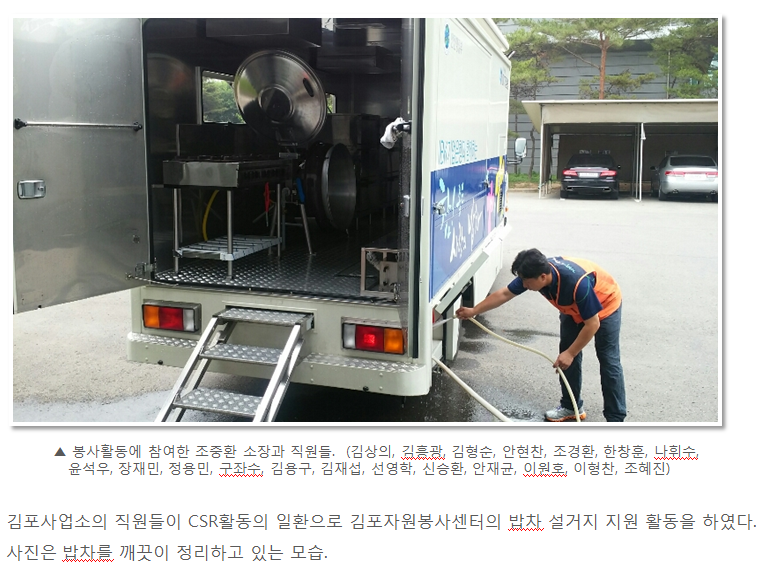 ▲ 봉사활동에 참여한 조중환 소장과 직원들. (김상의, 김흥광, 김형순, 안현찬, 조경환, 한창훈, 나휘수,
윤석우, 장재민, 정용민, 구좌수, 김용구, 김재섭, 선영학, 신승환, 안재균, 이원호, 이형찬, 조혜진)
김포사업소의 직원들이 CSR활동의 일환으로 김포자원봉사센터의 밥차 설거지 지원 활동을 하였다.
사진은 밥차를 깨끗이 정리하고 있는 모습.